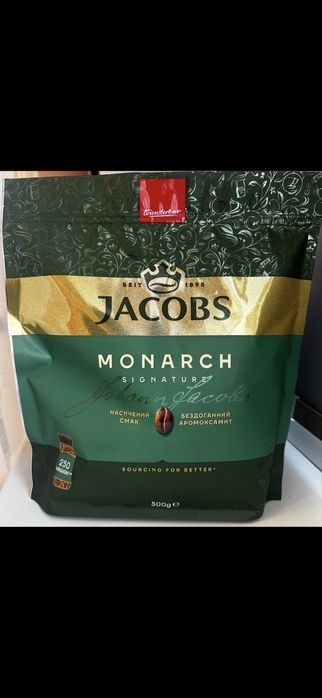 Wunderbar
SEIT 1895
JACOBS
MONARCH
SIGNATURE
Johann Jacobs
НАСИЧЕНИЙ СМАК
БЕЗДОГАННИЙ АРОМОКСАМИТ
250
SOURCING FOR BETTER*
500g ℮